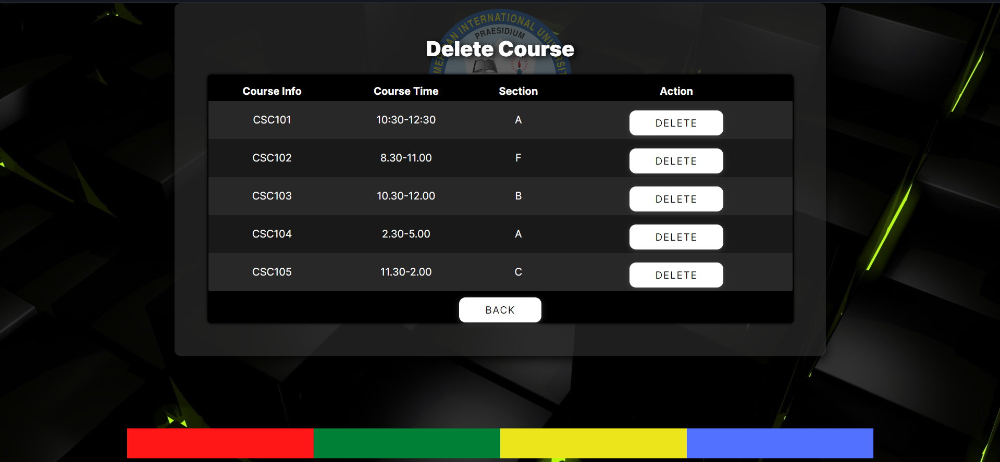 INTERNATIONAL
PRAESIDIUM
Delete Course
Course Info Course Time Section Action
CSC101 10:30-12:30 A DELETE
CSC102 8.30-11.00 F DELETE
CSC103 10.30-12.00 B DELETE
CSC104 2.30-5.00 A DELETE
CSC105 11.30-2.00 C DELETE
BACK